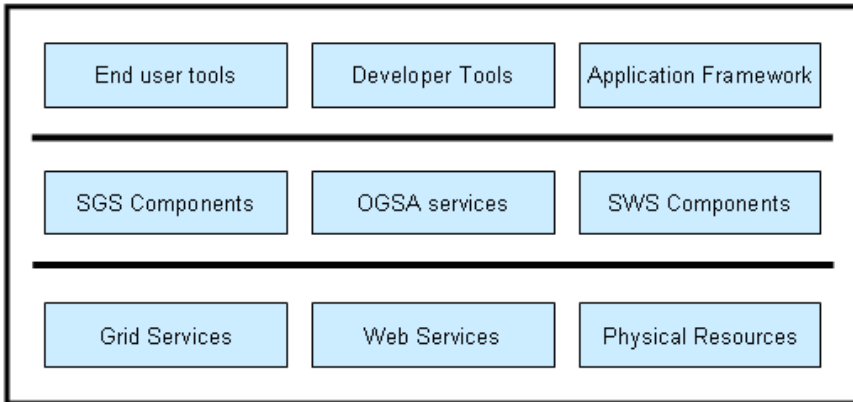 End user tools
Developer Tools
Application Framework
SGS Components
OGSA services
SWS Components
Grid Services
Web Services
Physical Resources